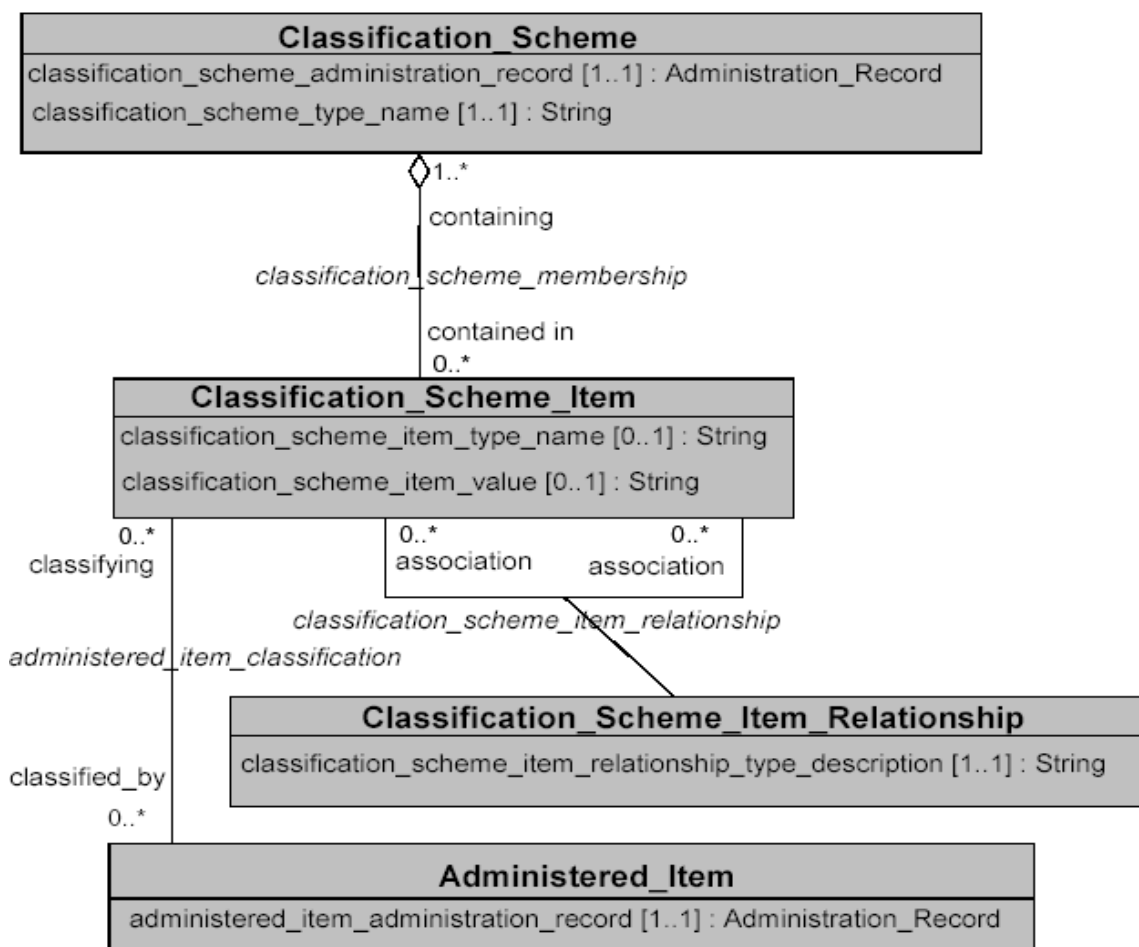 Classification_Scheme
classification_scheme_administration_record [1..1] : Administration_Record
classification_scheme_type_name [1..1] : String
1..*
containing
classification_scheme_membership
contained in
0..*
Classification_Scheme_Item
classification_scheme_item_type_name [0..1] : String
classification_scheme_item_value [0..1] : String
0..*
classifying
0..*
association
0..*
association
classification_scheme_item_relationship
administered_item_classification
Classification_Scheme_Item_Relationship
classification_scheme_item_relationship_type_description [1..1] : String
classified_by
0..*
Administered_Item
administered_item_administration_record [1..1] : Administration_Record